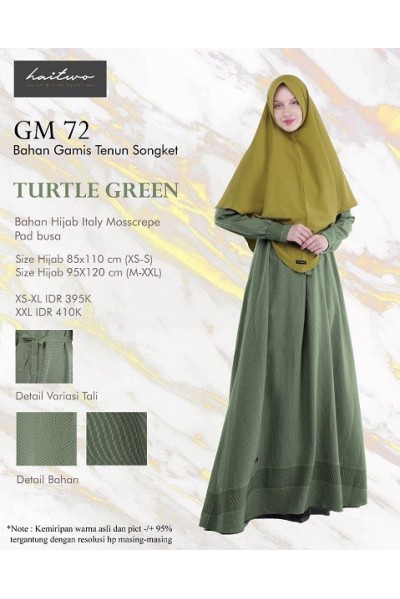 haitwo
GM 72
Bahan Gamis Tenun Songket
TURTLE GREEN
Bahan Hijab Italy Mosscrepe
Pad busa
Size Hijab 85x110 cm (XS-S)
Size Hijab 95X120 cm (M-XXL)
XS-XL IDR 395K
XXL IDR 410K
Detail Variasi Tali
Detail Bahan
*Note : Kemiripan warna asli dan pict -/+ 95%
tergantung dengan resolusi hp masing-masing